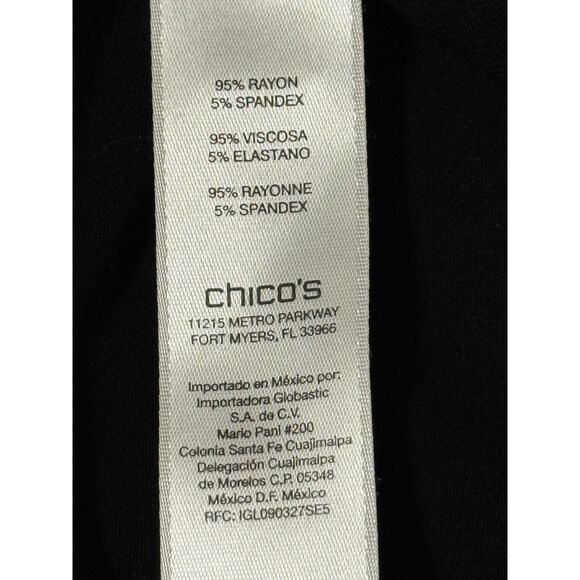 95% RAYON
5% SPANDEX
95% VISCOSA
5% ELASTANO
95% RAYONNE
5% SPANDEX
chico's
11215 METRO PARKWAY
FORT MYERS, FL 33966
Importado en México por:
Importadora Globastic
S.A. de C.V.
Mario Pani #200
Colonia Santa Fe Cuajimalpa
Delegación Cuajimalpa
de Morelos C.P. 05348
México D.F. México
RFC: IGL090327SE5